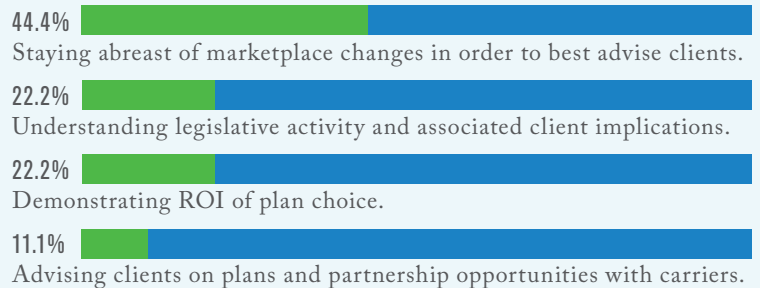 44.4%
Staying abreast of marketplace changes in order to best advise clients.
22.2%
Understanding legislative activity and associated client implications.
22.2%
Demonstrating ROI of plan choice.
11.1%
Advising clients on plans and partnership opportunities with carriers.